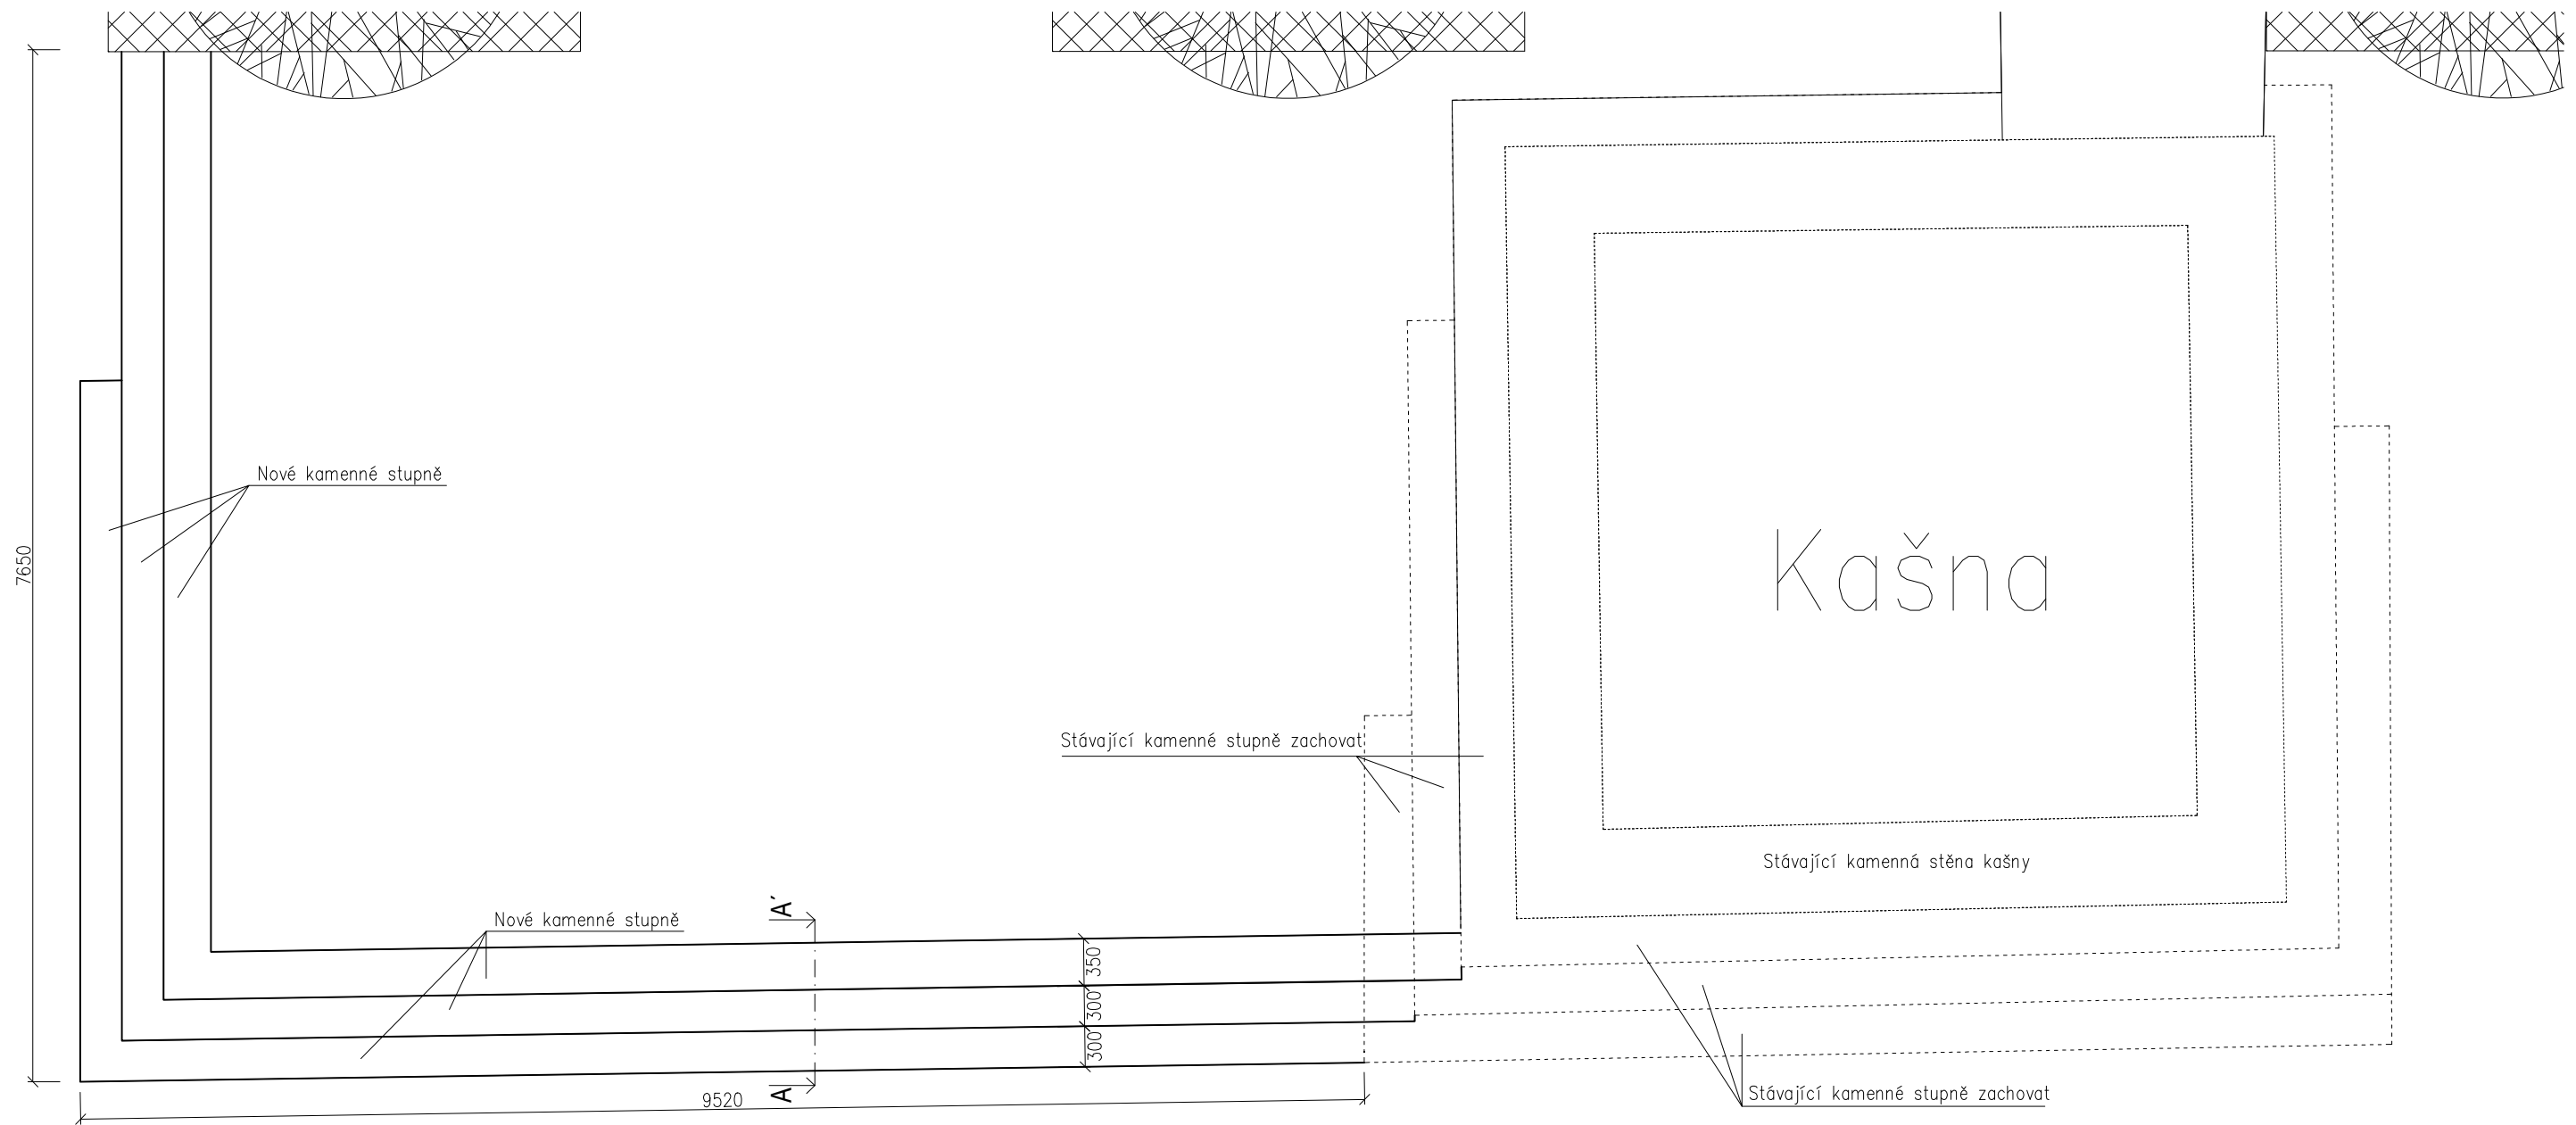 Nové kamenné stupně
7650
Kašna
Stávající kamenné stupně zachovat
Stávající kamenná stěna kašny
Nové kamenné stupně
A´
350
300
300
A
9520
Stávající kamenné stupně zachovat